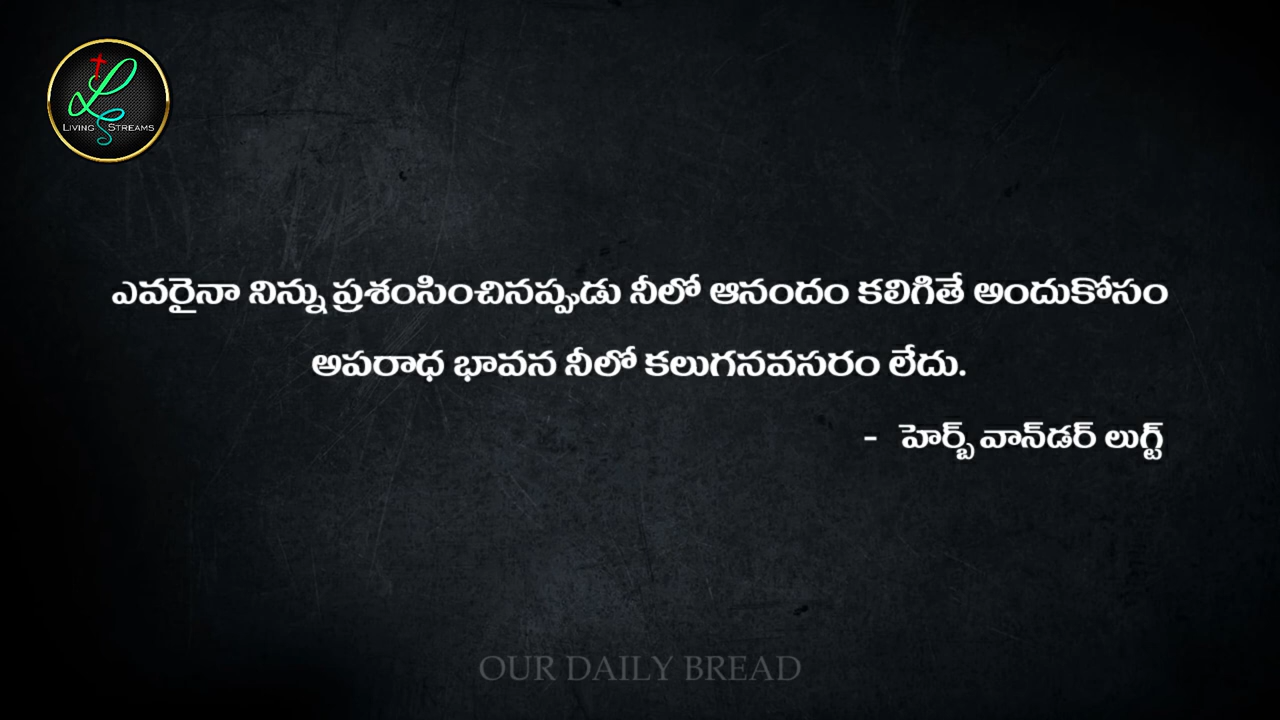 LIVING STREAMS
ఎవరైనా నిన్ను ప్రశంసించినప్పుడు నీలో ఆనందం కలిగితే అందుకోసం
అపరాధ భావన నీలో కలుగనవసరం లేదు.
- హెర్బ్ వాన్‌డర్ లుగ్ట్
OUR DAILY BREAD